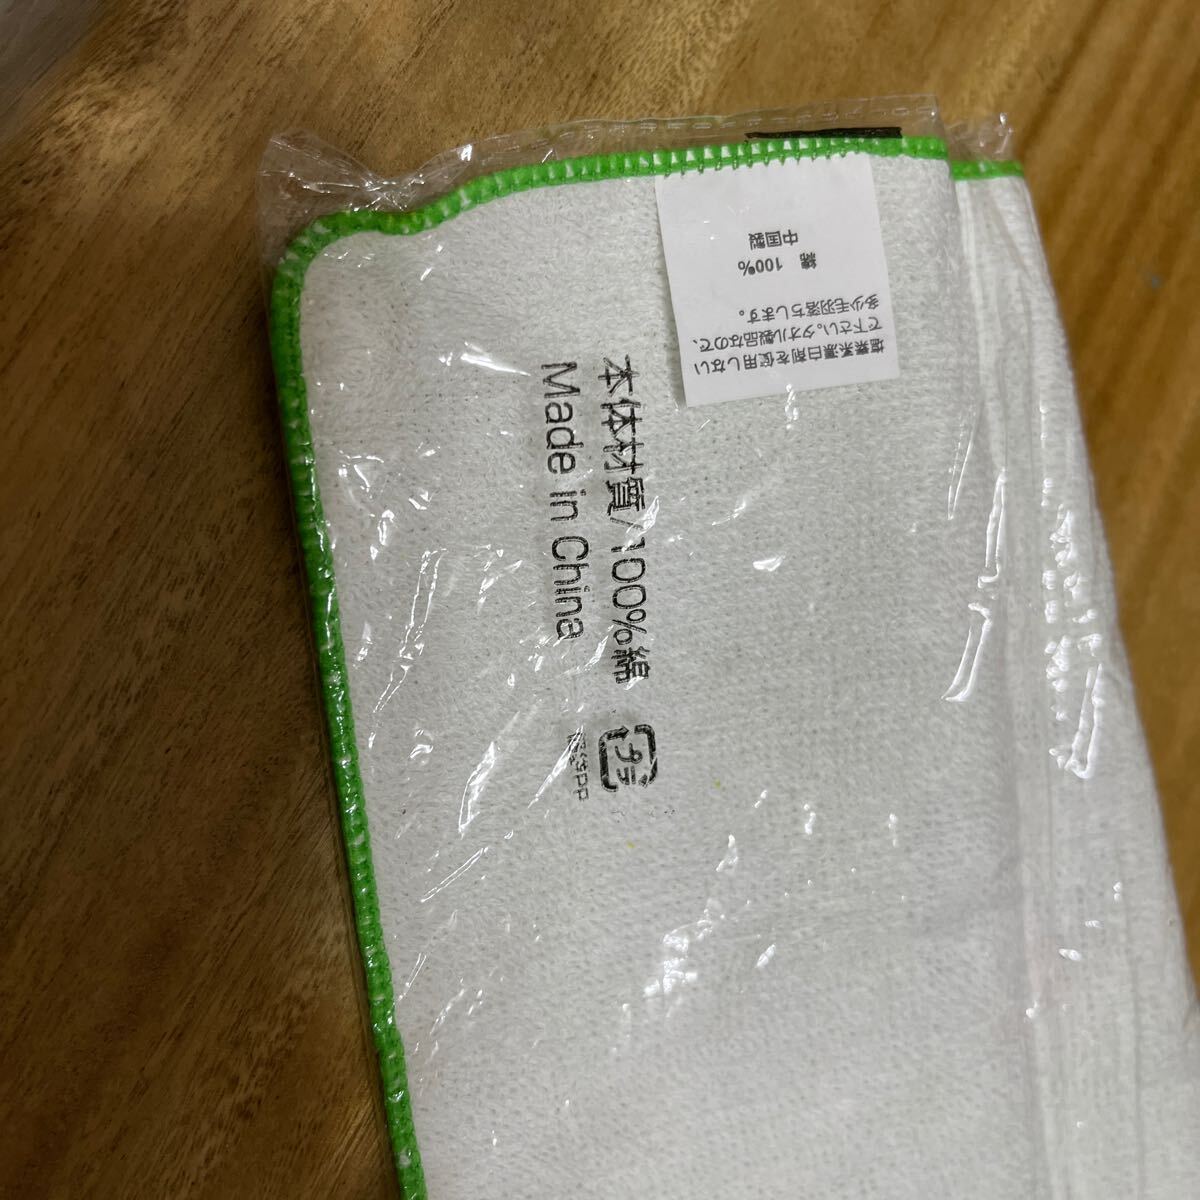 本体材質/100%綿
Made in China
プラ
塩素系漂白剤を使用しない
で下さい。タオル製品なので、
多少毛羽落ちします。
綿 100%
中国製